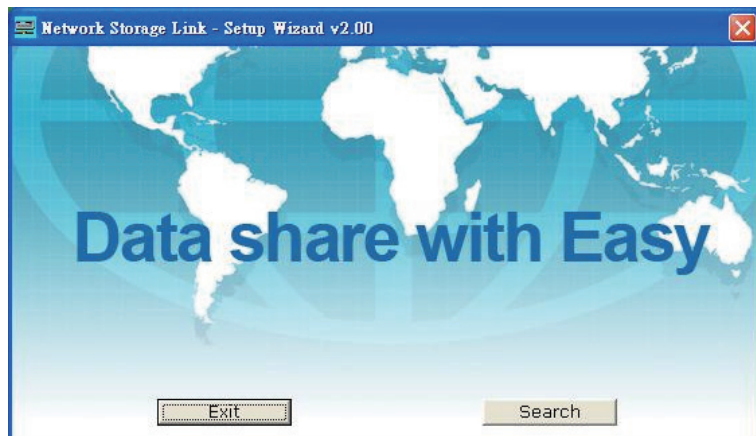 Network Storage Link - Setup Wizard v2.00
Data share with Easy
Exit
Search